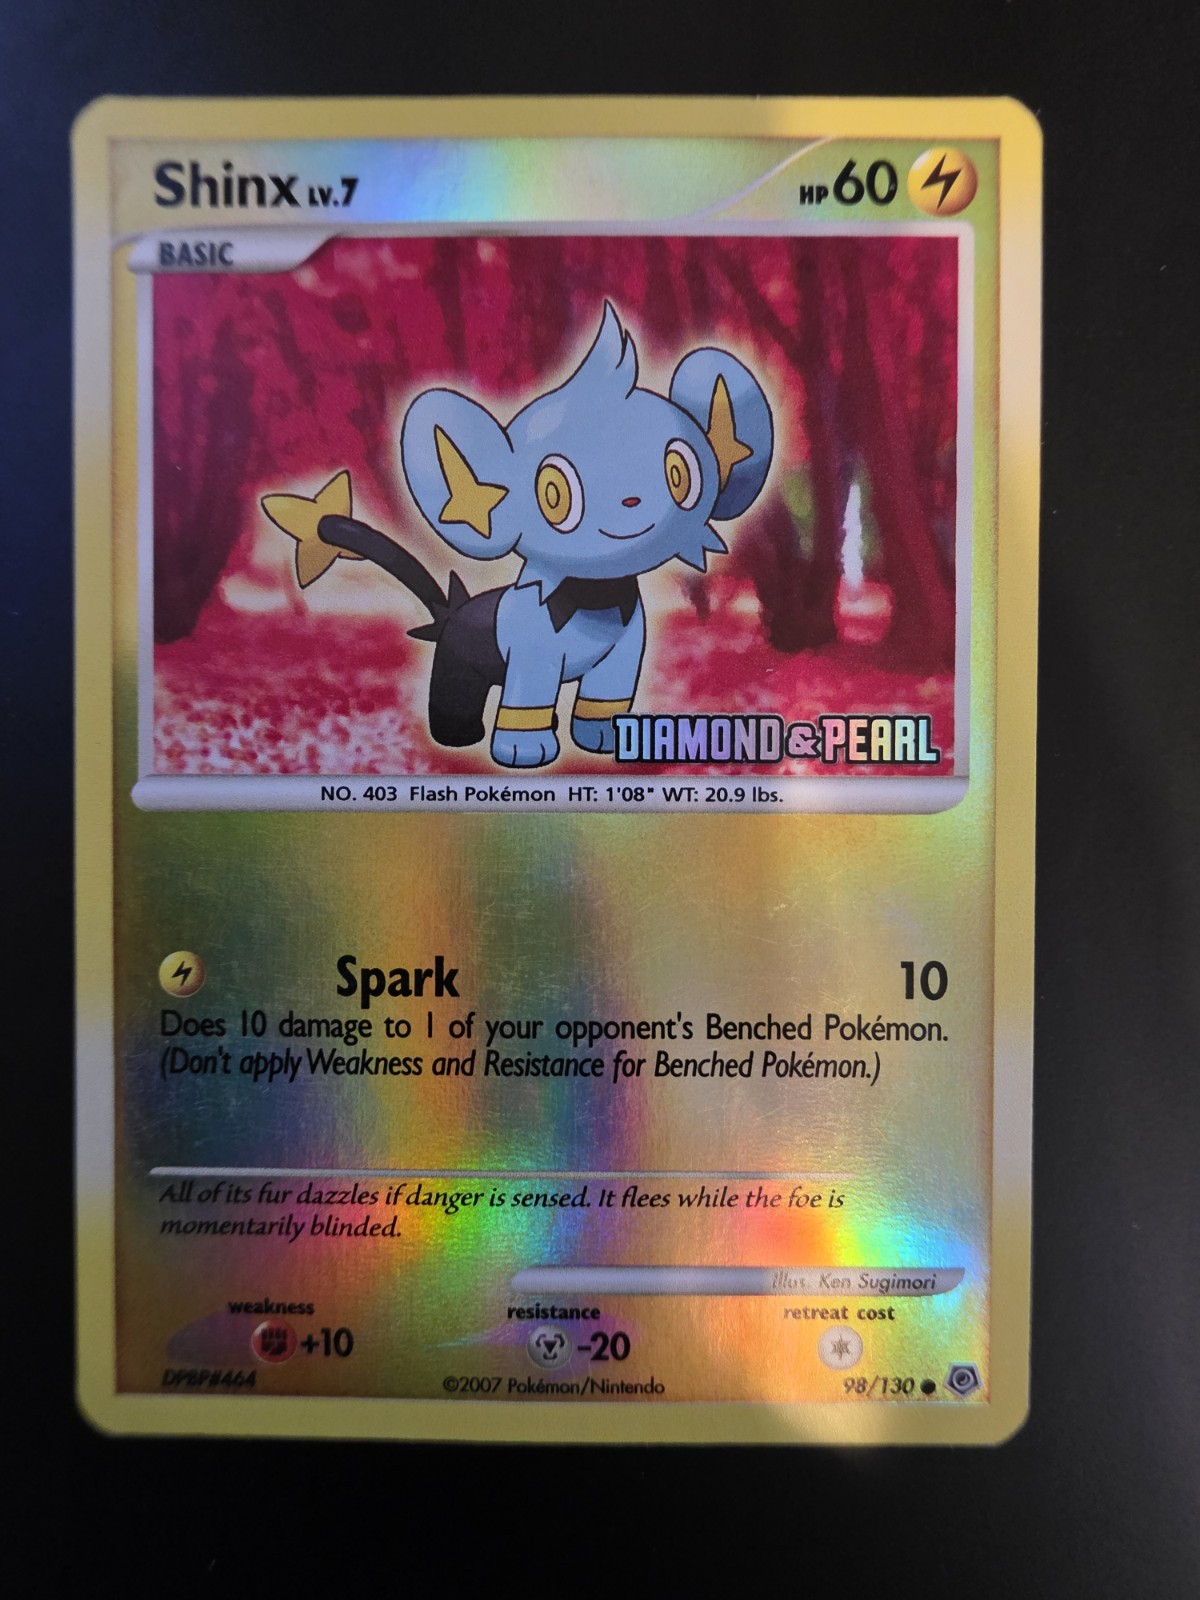 Shinx LV.7 HP 60
BASIC
DIAMOND & PEARL
NO. 403 Flash Pokémon HT: 1'08" WT: 20.9 lbs.
Spark 10
Does 10 damage to 1 of your opponent's Benched Pokémon.
(Don't apply Weakness and Resistance for Benched Pokémon.)
All of its fur dazzles if danger is sensed. It flees while the foe is
momentarily blinded.
Illus. Ken Sugimori
weakness resistance retreat cost
+10 -20
DPBP#464 ©2007 Pokémon/Nintendo 98/130